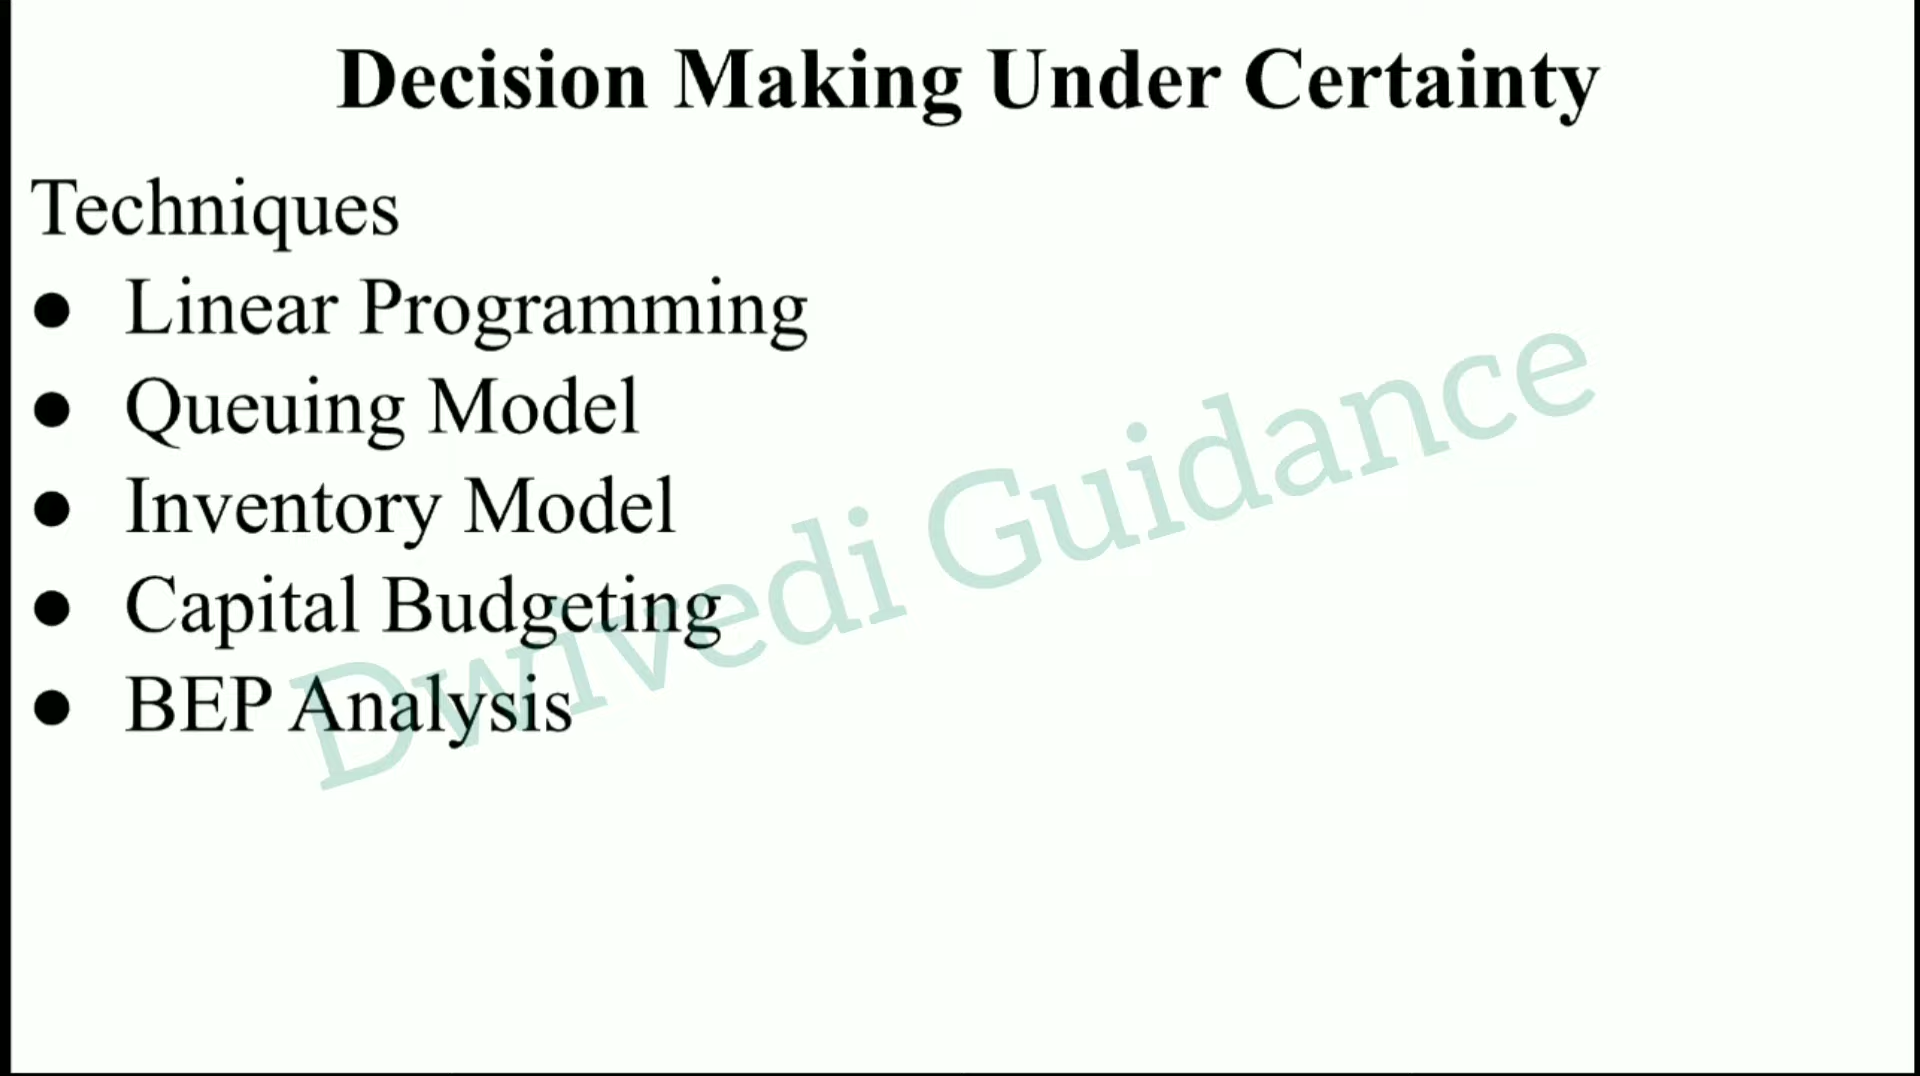 Decision Making Under Certainty
Techniques
● Linear Programming
● Queuing Model
● Inventory Model
● Capital Budgeting
● BEP Analysis
Dwivedi Guidance